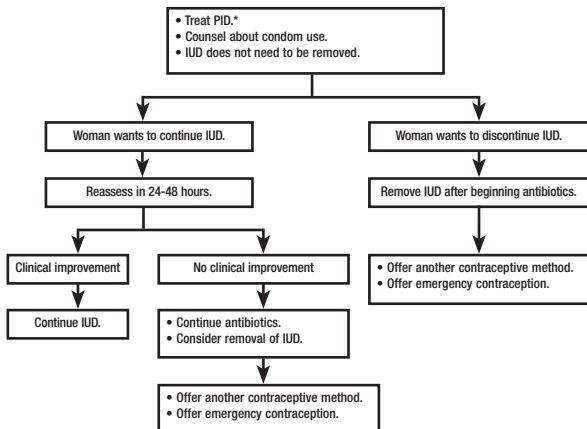 • Treat PID.*
• Counsel about condom use.
• IUD does not need to be removed.
Woman wants to continue IUD.
Woman wants to discontinue IUD.
Reassess in 24-48 hours.
Remove IUD after beginning antibiotics.
Clinical improvement
No clinical improvement
• Offer another contraceptive method.
• Offer emergency contraception.
Continue IUD.
• Continue antibiotics.
• Consider removal of IUD.
• Offer another contraceptive method.
• Offer emergency contraception.